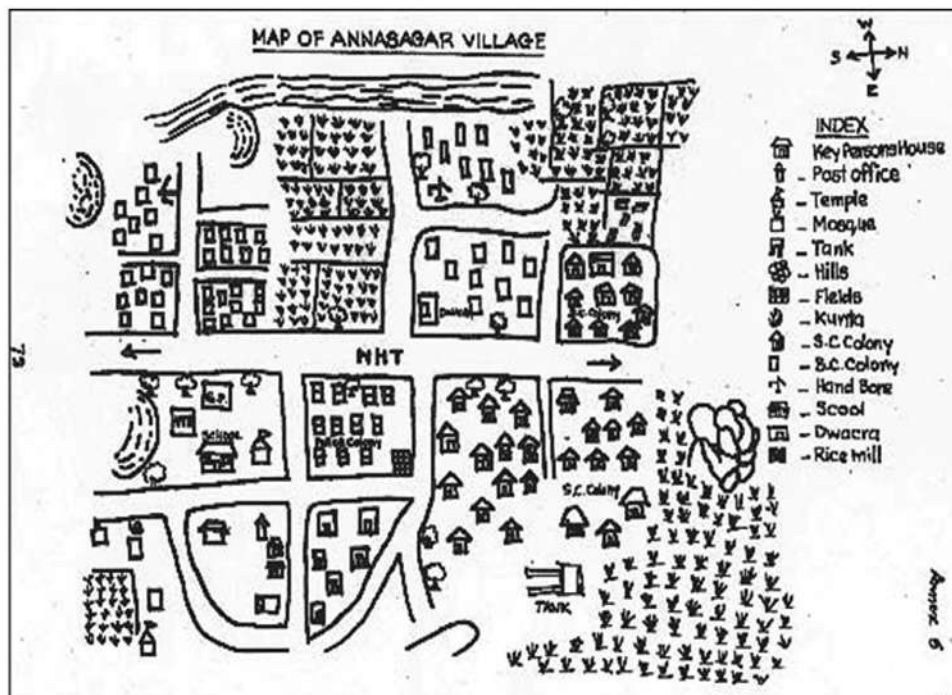 MAP OF ANNASAGAR VILLAGE
W
S N
E
INDEX
Key Persons House
Post office
- Temple
- Mosque
- Tank
- Hills
- Fields
- Kunta
- S.C Colony
- S.C. Colony
- Hand Bore
- Scool
- Dwacra
- Rice mill
S.C. Colony
NHT
73
G.P.
SCHOOL
Colony
S.C. Colony
TANK
Annex 6